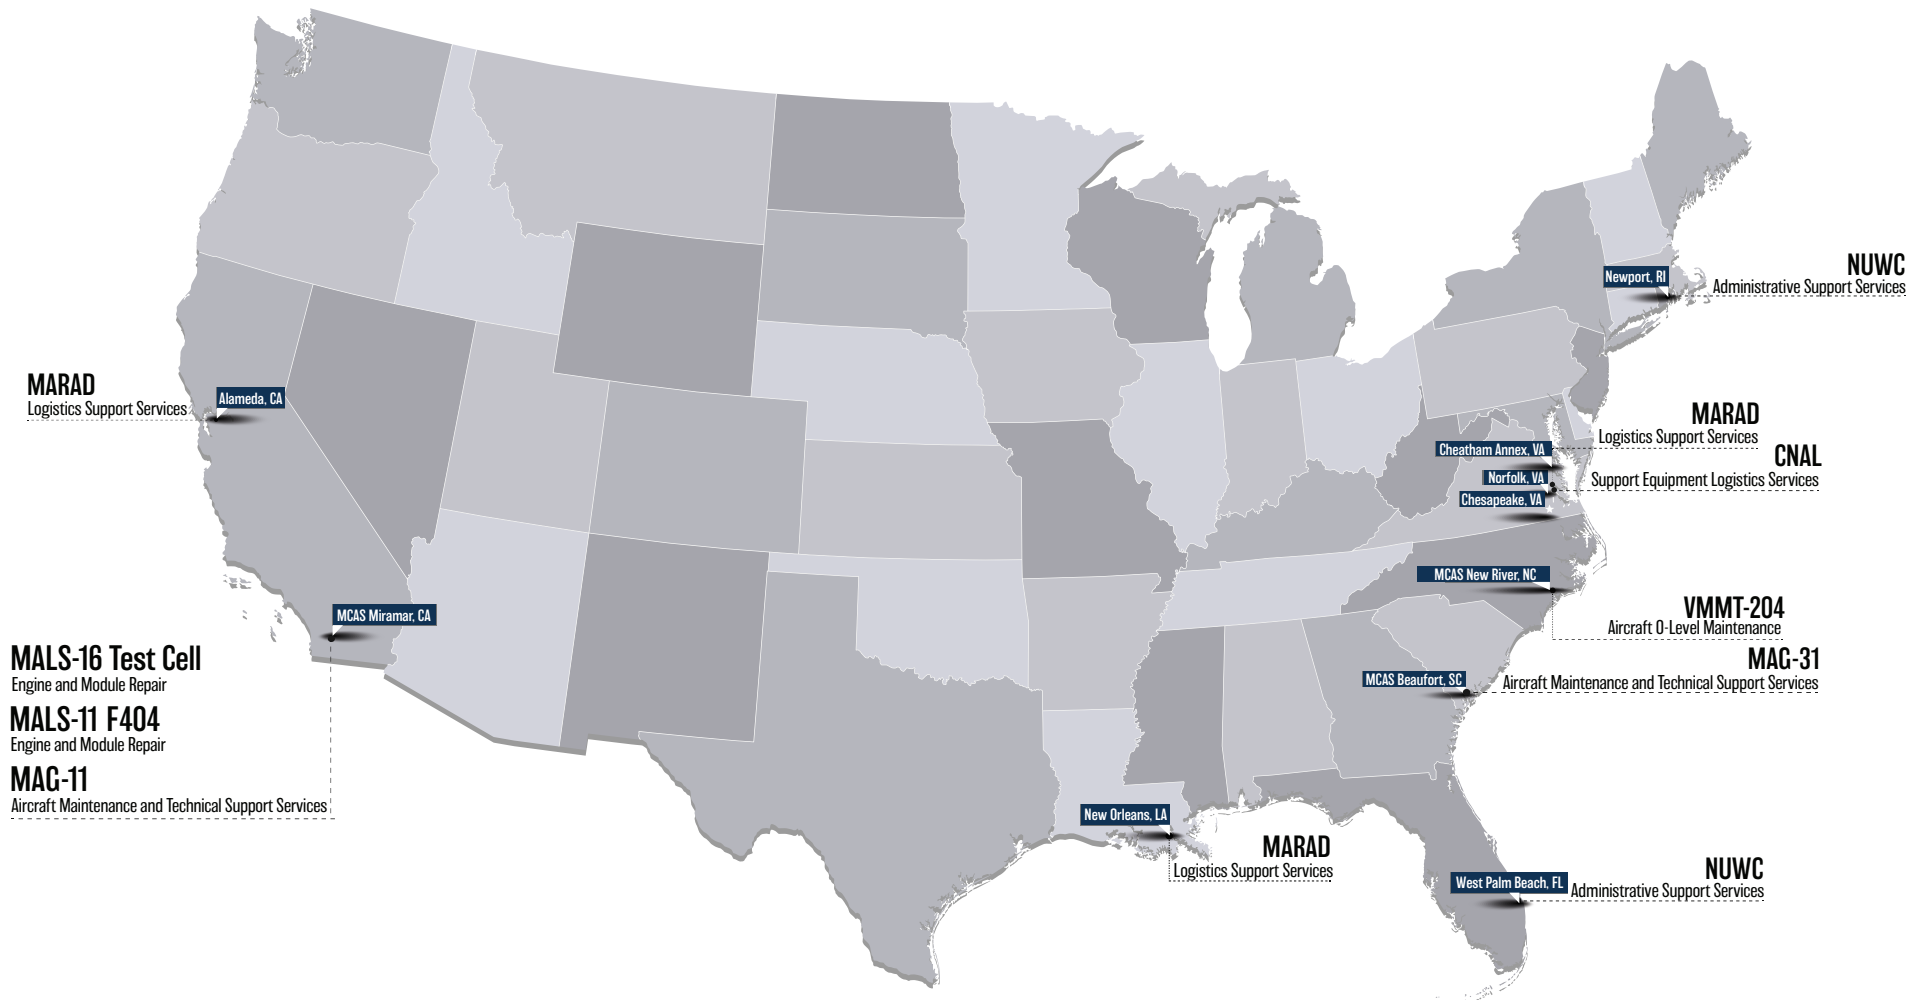 NUWC
Newport, RI
Administrative Support Services
MARAD
Alameda, CA
Logistics Support Services
MARAD
Logistics Support Services
Cheatham Annex, VA
CNAL
Norfolk, VA
Support Equipment Logistics Services
Chesapeake, VA
MCAS New River, NC
VMMT-204
Aircraft O-Level Maintenance
MCAS Miramar, CA
MALS-16 Test Cell
Engine and Module Repair
MALS-11 F404
Engine and Module Repair
MAG-11
Aircraft Maintenance and Technical Support Services
MAG-31
MCAS Beaufort, SC
Aircraft Maintenance and Technical Support Services
New Orleans, LA
MARAD
Logistics Support Services
NUWC
West Palm Beach, FL
Administrative Support Services